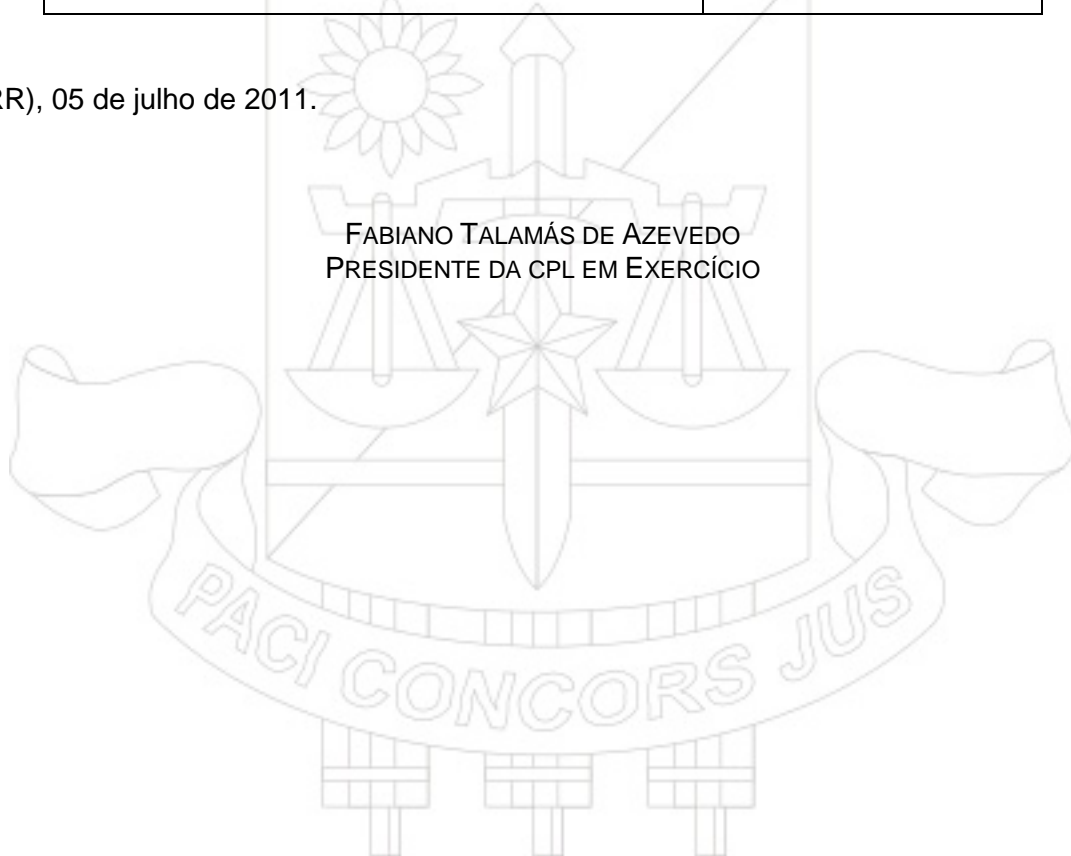 RR), 05 de julho de 2011.
FABIANO TALAMÁS DE AZEVEDO
PRESIDENTE DA CPL EM EXERCÍCIO
PACI CONCORS JUS